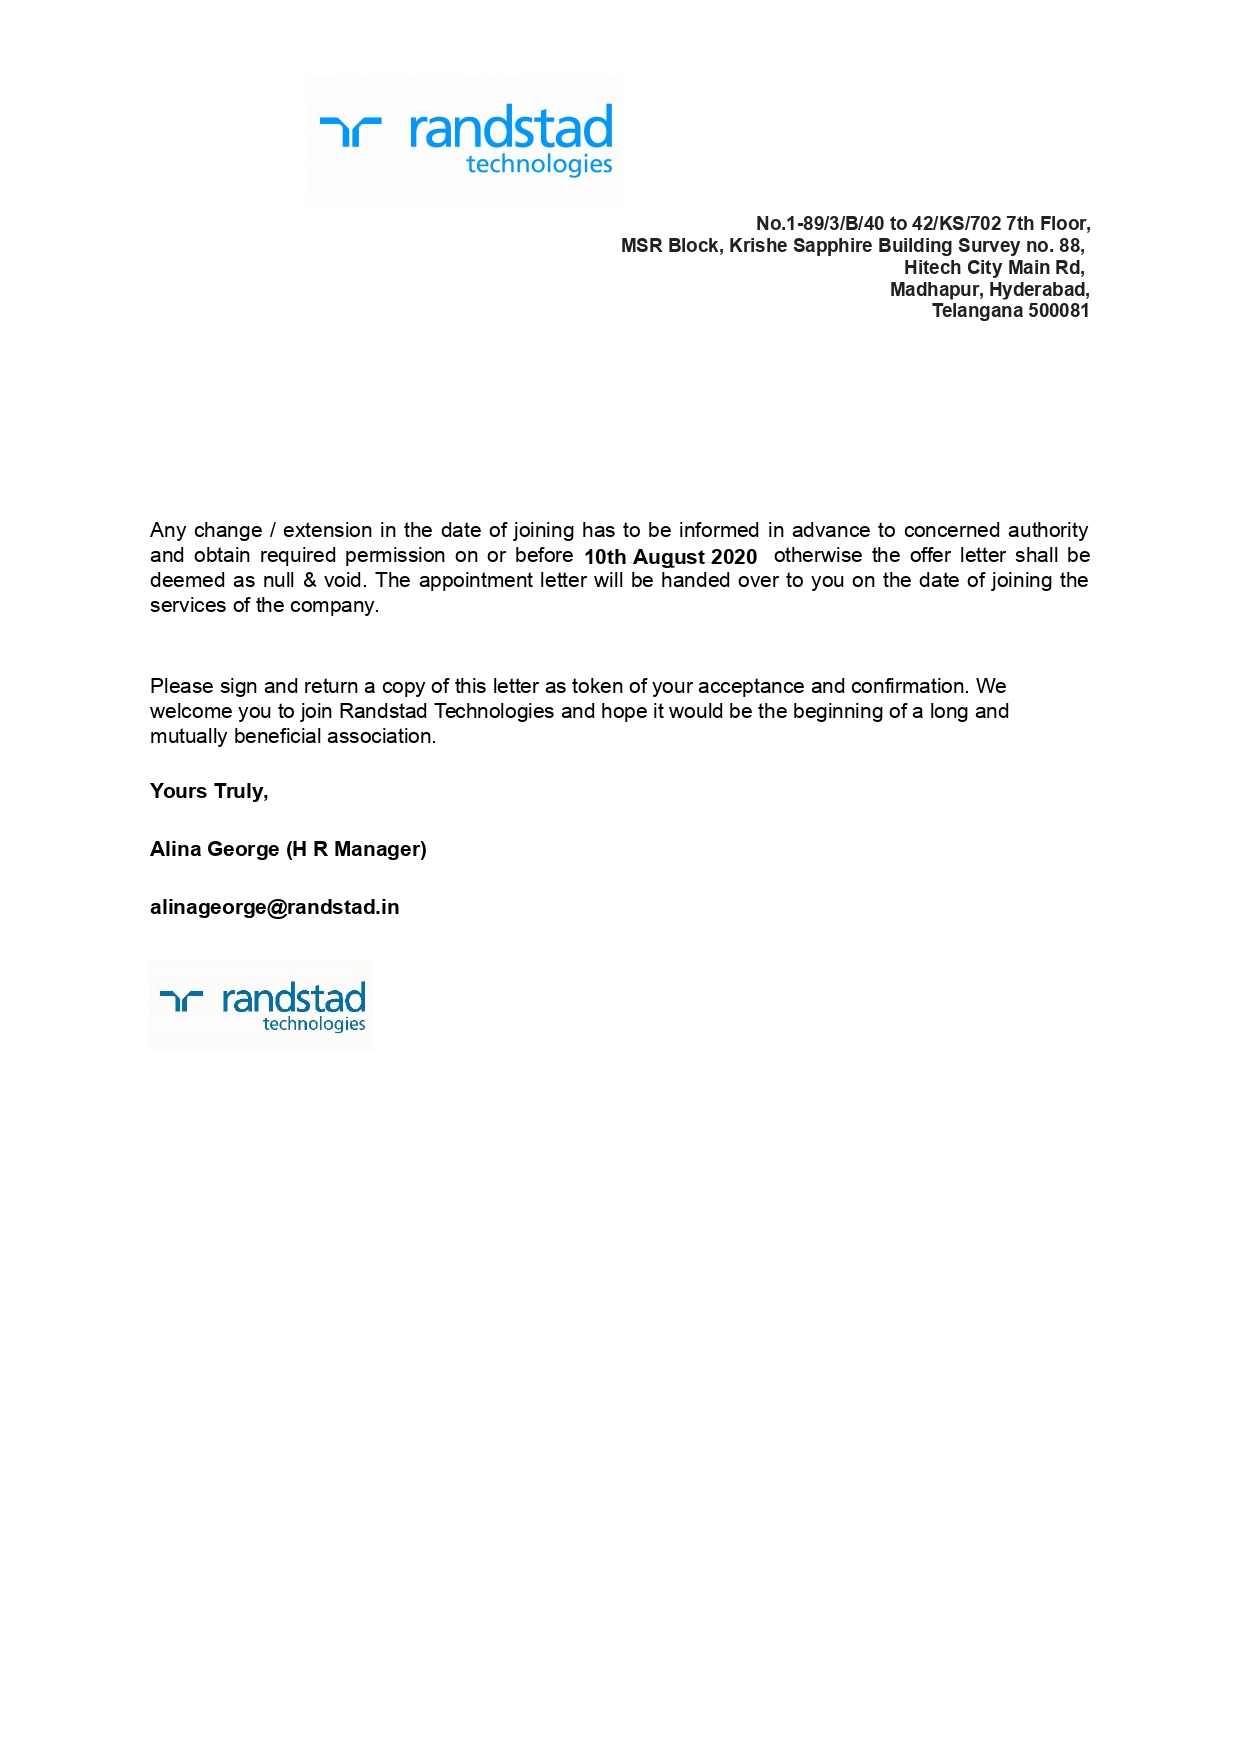 randstad
technologies
No.1-89/3/B/40 to 42/KS/702 7th Floor,
MSR Block, Krishe Sapphire Building Survey no. 88,
Hitech City Main Rd,
Madhapur, Hyderabad,
Telangana 500081
Any change / extension in the date of joining has to be informed in advance to concerned authority
and obtain required permission on or before 10th August 2020 otherwise the offer letter shall be
deemed as null & void. The appointment letter will be handed over to you on the date of joining the
services of the company.
Please sign and return a copy of this letter as token of your acceptance and confirmation. We
welcome you to join Randstad Technologies and hope it would be the beginning of a long and
mutually beneficial association.
Yours Truly,
Alina George (H R Manager)
alinageorge@randstad.in
randstad
technologies